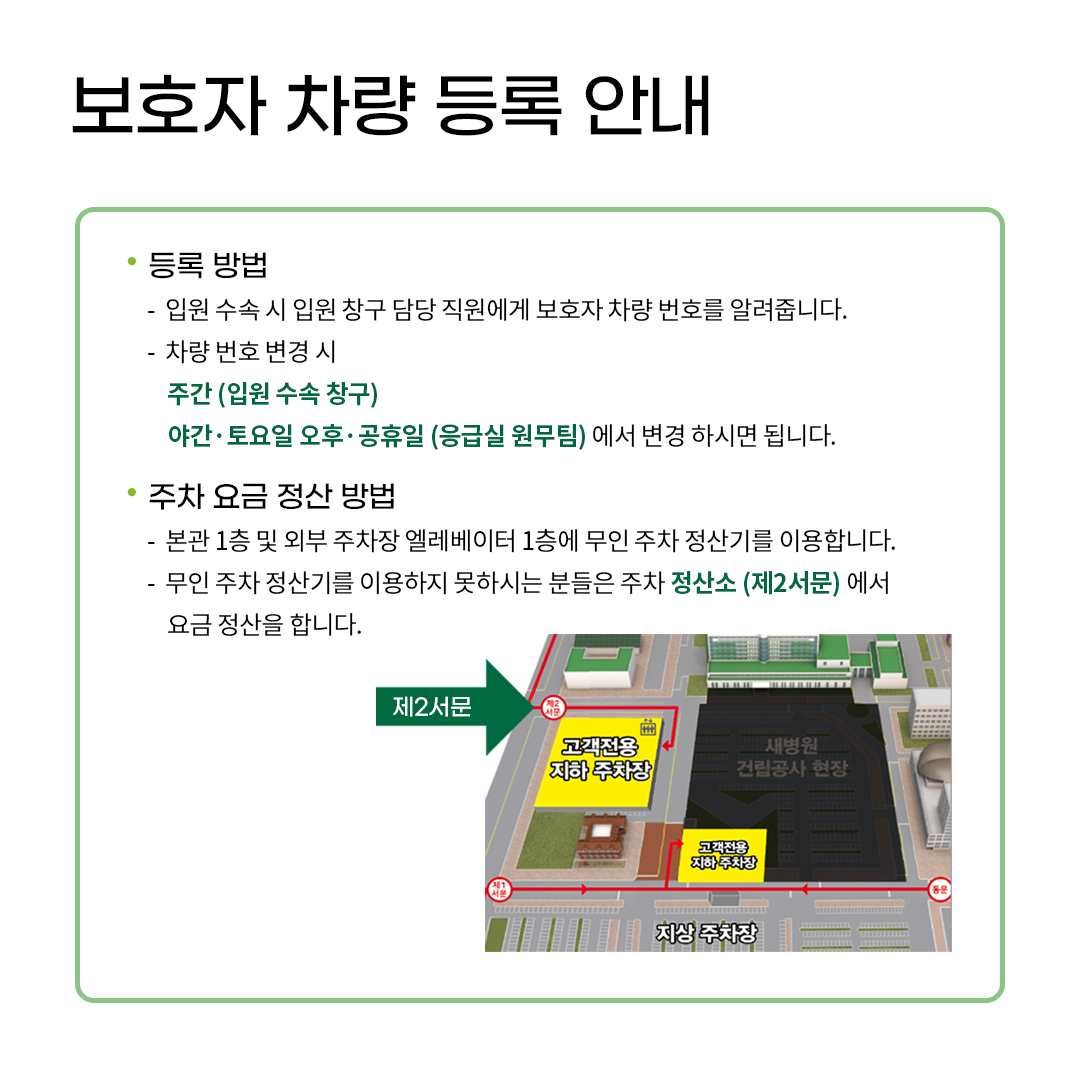 보호자 차량 등록 안내
• 등록 방법
- 입원 수속 시 입원 창구 담당 직원에게 보호자 차량 번호를 알려줍니다.
- 차량 번호 변경 시
주간 (입원 수속 창구)
야간·토요일 오후·공휴일 (응급실 원무팀) 에서 변경 하시면 됩니다.
• 주차 요금 정산 방법
- 본관 1층 및 외부 주차장 엘레베이터 1층에 무인 주차 정산기를 이용합니다.
- 무인 주차 정산기를 이용하지 못하시는 분들은 주차 정산소 (제2서문) 에서
요금 정산을 합니다.
제2서문
제2
서문
고객전용
지하 주차장
새병원
건립공사 현장
고객전용
지하 주차장
제1
서문
동문
지상 주차장